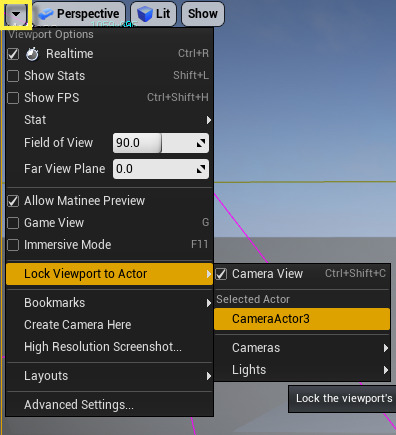 Perspective Lit Show
Viewport Options
Realtime Ctrl+R
Show Stats Shift+L
Show FPS Ctrl+Shift+H
Stat
Field of View 90.0
Far View Plane 0.0
Allow Matinee Preview
Game View G
Immersive Mode F11
Lock Viewport to Actor
Camera View Ctrl+Shift+C
Selected Actor
CameraActor3
Cameras
Lights
Bookmarks
Create Camera Here
High Resolution Screenshot...
Layouts
Advanced Settings...
Lock the viewport's